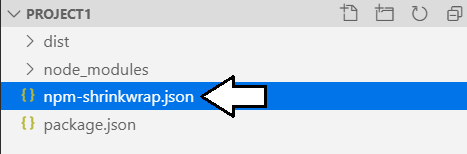 PROJECT1
dist
node_modules
npm-shrinkwrap.json
package.json